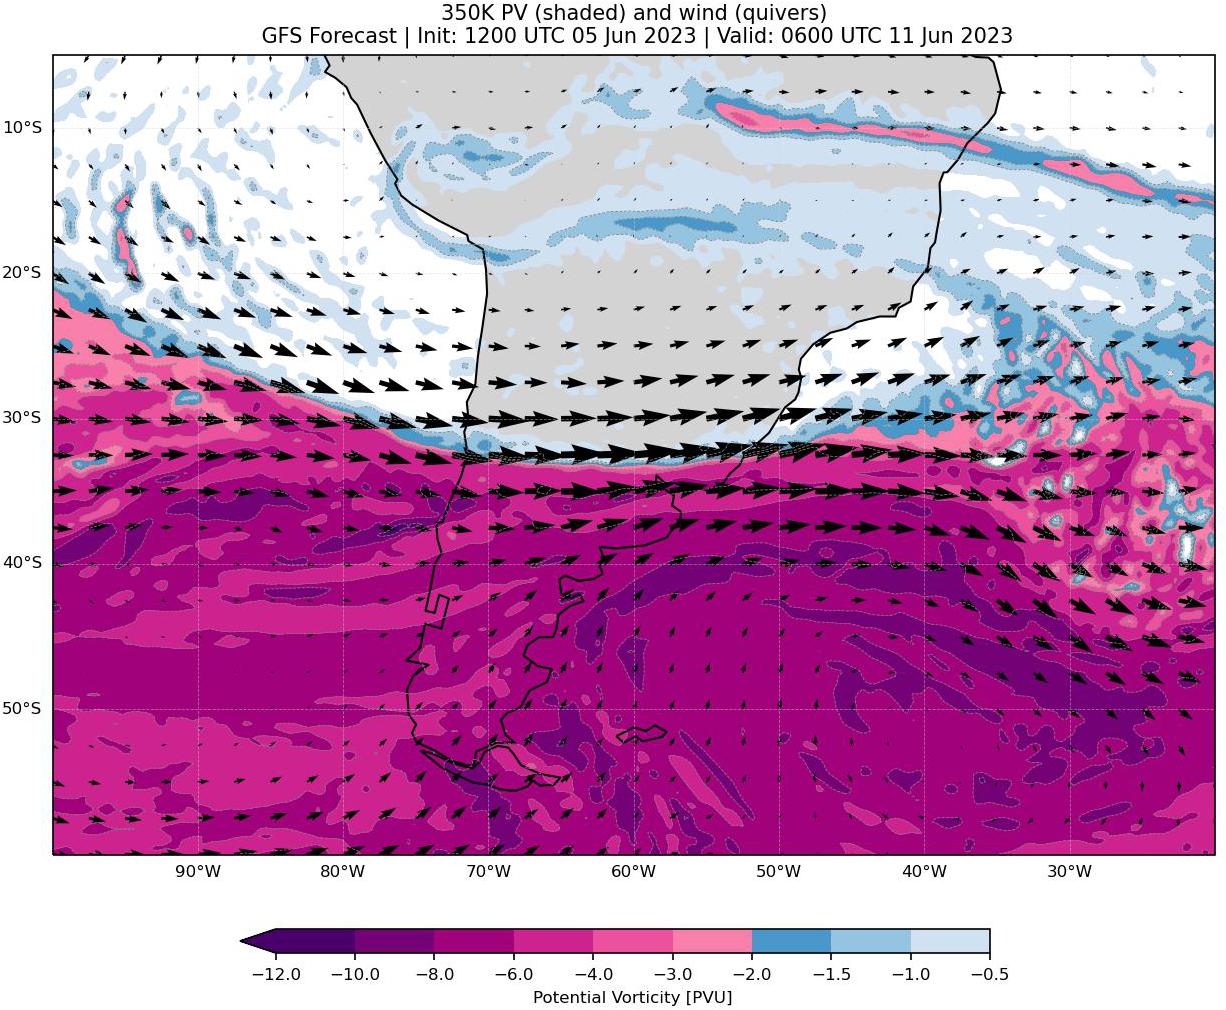 350K PV (shaded) and wind (quivers)
GFS Forecast | Init: 1200 UTC 05 Jun 2023 | Valid: 0600 UTC 11 Jun 2023
10°S
20°S
30°S
40°S
50°S
90°W 80°W 70°W 60°W 50°W 40°W 30°W
−12.0 −10.0 −8.0 −6.0 −4.0 −3.0 −2.0 −1.5 −1.0 −0.5
Potential Vorticity [PVU]